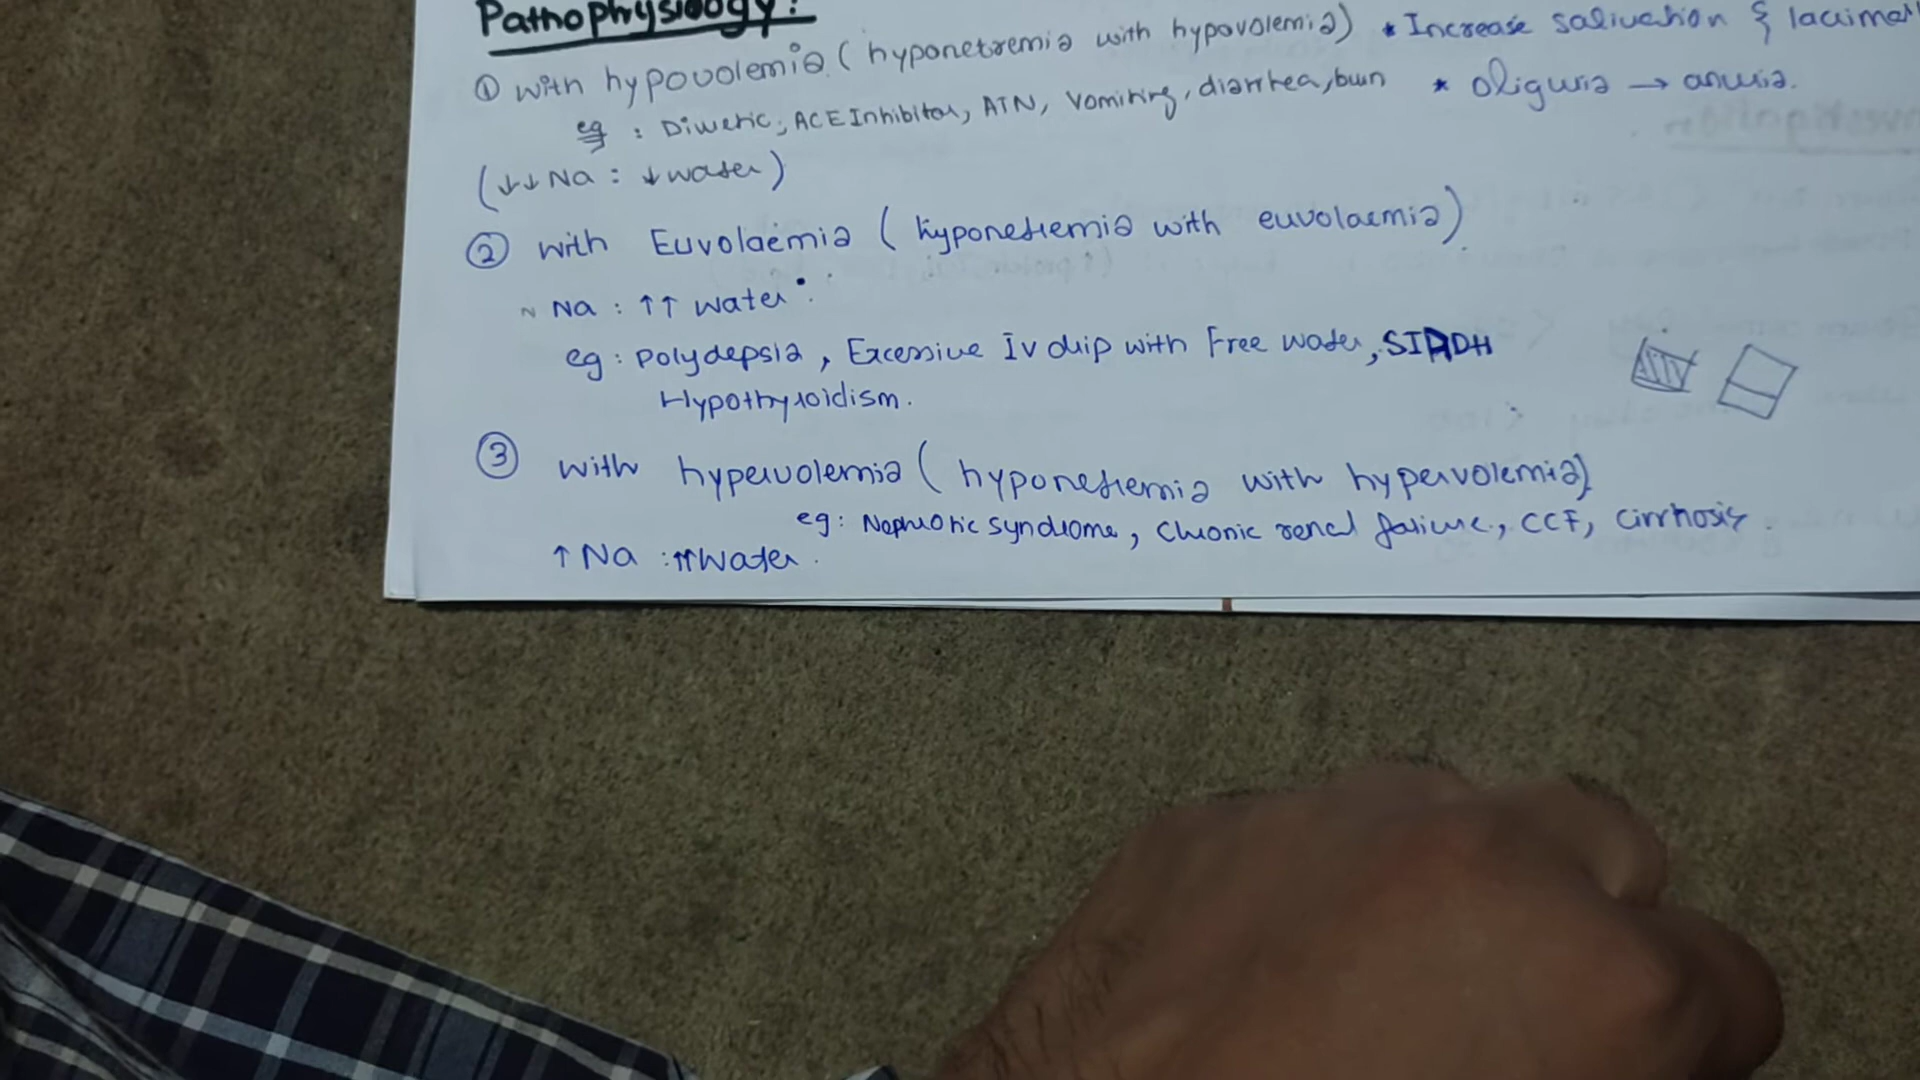 Pathophysiology:
① with hypovolemia (hyponetremia with hypovolemia)
eg: Diuretic, ACE Inhibitor, ATN, Vomiting, diarrhea, burn
(↓↓ Na : ↓ water)
② with Euvolaemia (hyponetremia with euvolaemia)
~ Na : ↑↑ water
eg: polydepsia, Excessive Iv drip with Free water, SIADH
Hypothyroidism.
③ with hypervolemia (hyponetremia with hypervolemia)
eg: Nephrotic syndrome, Chronic renal failure, CCF, cirrhosis.
↑ Na : ↑↑ Water.
* Increase salivation &
* oliguria → anuria.